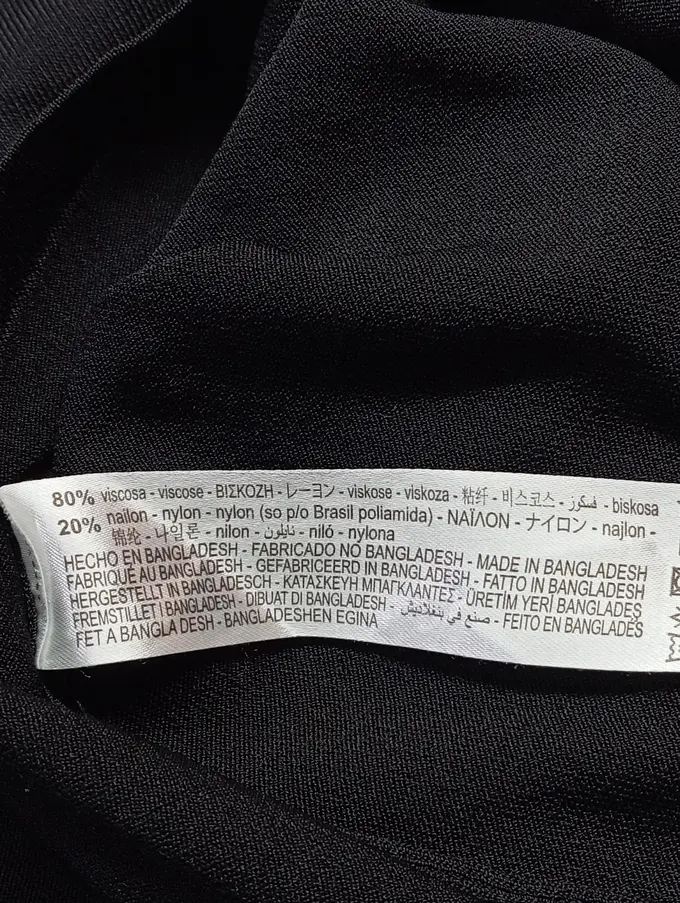 80% viscosa - viscose - ΒΙΣΚΟΖΗ - レーヨン - viskose - viskoza - 粘纤 - 비스코스 - فسكوز - biskosa
20% nailon - nylon - nylon (so p/o Brasil poliamida) - ΝΑΪΛΟΝ - ナイロン - najlon -
锦纶 - 나일론 - nilon - نايلون - niló - nylona
HECHO EN BANGLADESH - FABRICADO NO BANGLADESH - MADE IN BANGLADESH
FABRIQUÉ AU BANGLADESH - GEFABRICEERD IN BANGLADESH - FATTO IN BANGLADESH
HERGESTELLT IN BANGLADESCH - ΚΑΤΑΣΚΕΥΗ ΜΠΑΓΚΛΑΝΤΕΣ - ÜRETİM YERİ BANGLADEŞ
FREMSTILLET I BANGLADESH - DIBUAT DI BANGLADESH - صنع في بنغلاديش - FEITO EN BANGLADÉS
FET A BANGLA DESH - BANGLADESHEN EGINA